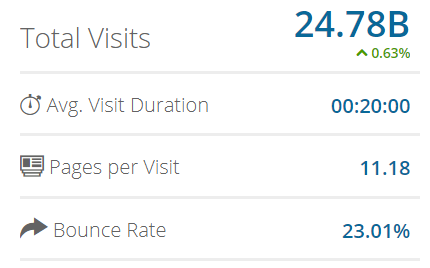 Total Visits 24.78B
0.63%
Avg. Visit Duration 00:20:00
Pages per Visit 11.18
Bounce Rate 23.01%